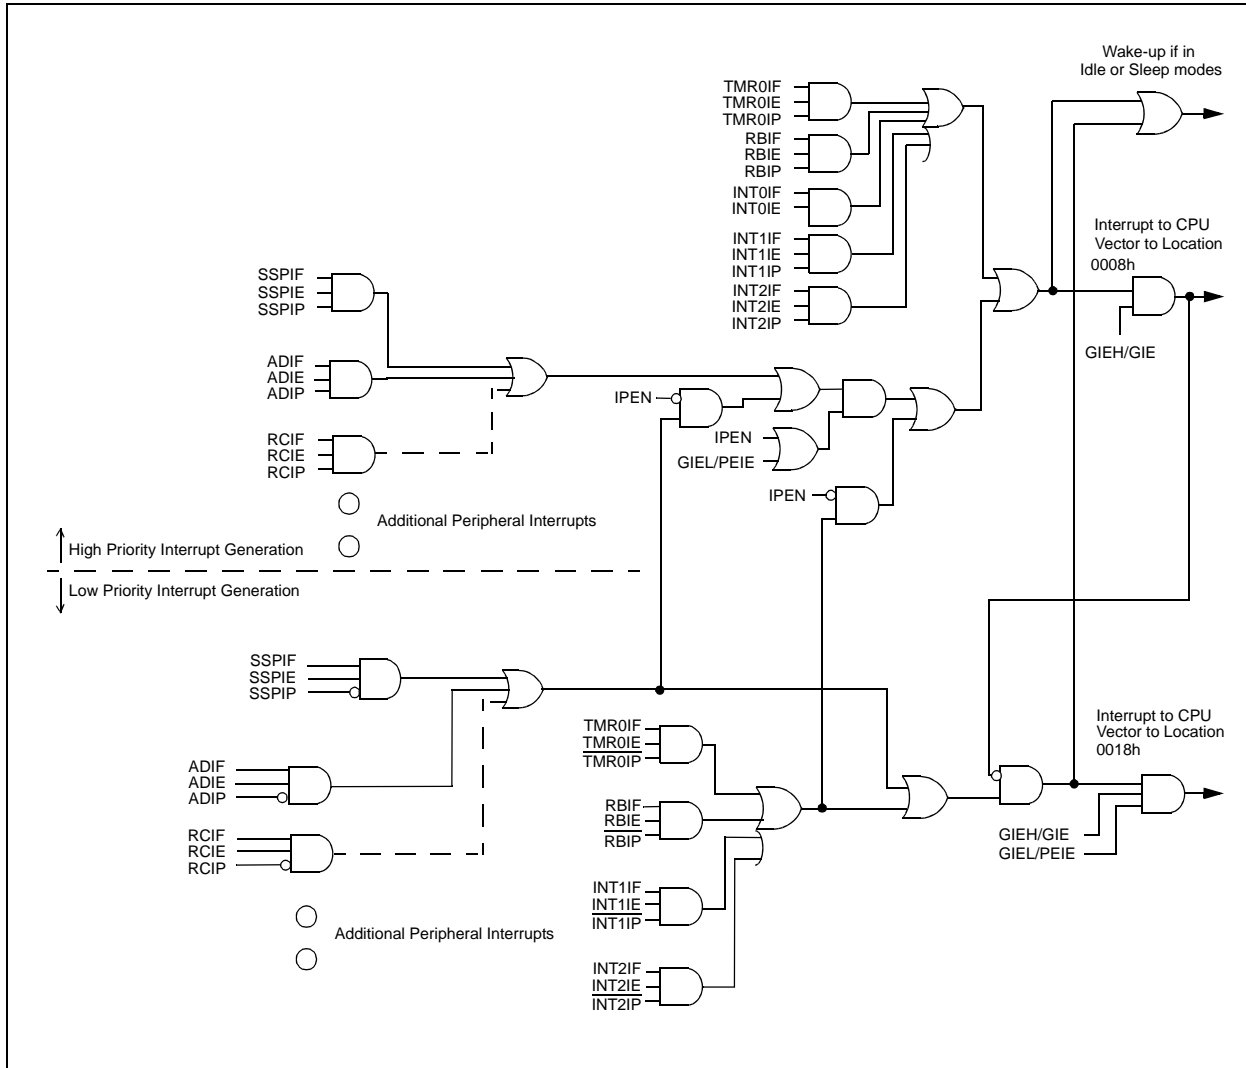 Wake-up if in
Idle or Sleep modes
TMR0IF
TMR0IE
TMR0IP
RBIF
RBIE
RBIP
INT0IF
INT0IE
INT1IF
INT1IE
INT1IP
INT2IF
INT2IE
INT2IP
Interrupt to CPU
Vector to Location
0008h
GIEH/GIE
SSPIF
SSPIE
SSPIP
ADIF
ADIE
ADIP
RCIF
RCIE
RCIP
IPEN
IPEN
GIEL/PEIE
IPEN
Additional Peripheral Interrupts
High Priority Interrupt Generation
Low Priority Interrupt Generation
SSPIF
SSPIE
SSPIP
ADIF
ADIE
ADIP
RCIF
RCIE
RCIP
Additional Peripheral Interrupts
TMR0IF
TMR0IE
TMR0IP
RBIF
RBIE
RBIP
INT1IF
INT1IE
INT1IP
INT2IF
INT2IE
INT2IP
Interrupt to CPU
Vector to Location
0018h
GIEH/GIE
GIEL/PEIE